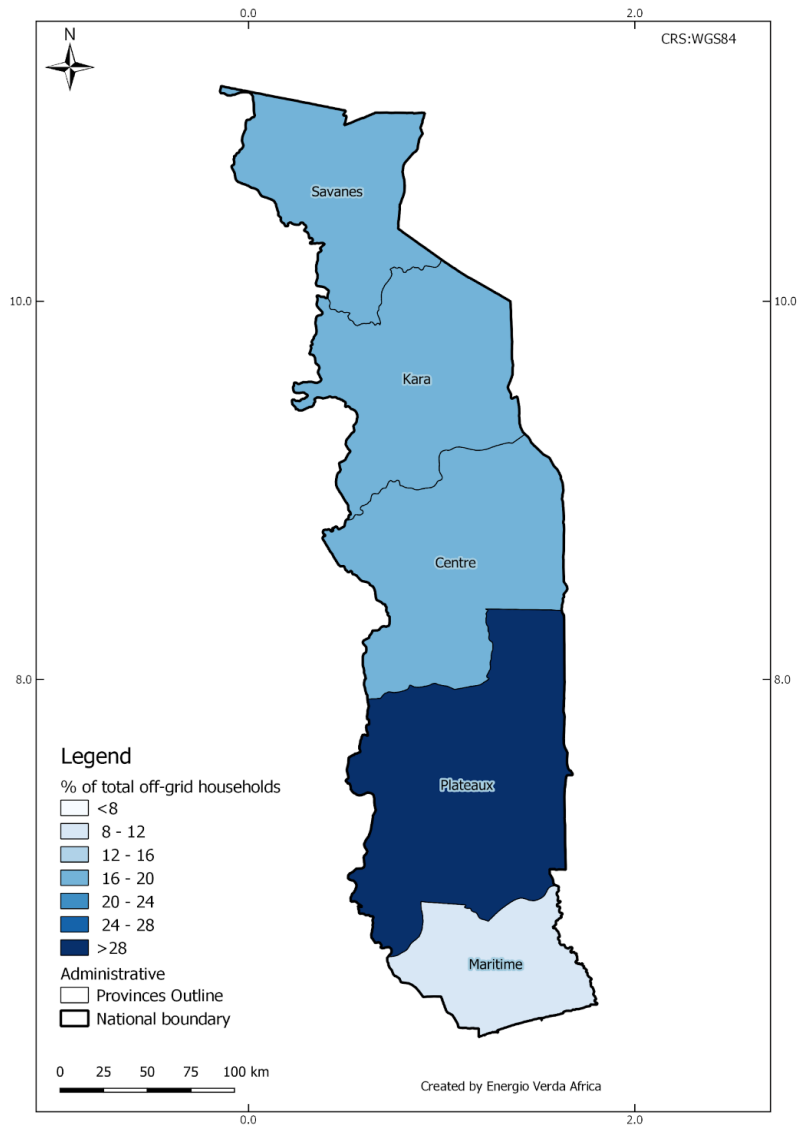 0.0
2.0
N
CRS:WGS84
Savanes
10.0
10.0
Kara
Centre
8.0
8.0
Legend
% of total off-grid households
Plateaux
<8
8 - 12
12 - 16
16 - 20
20 - 24
24 - 28
>28
Maritime
Administrative
Provinces Outline
National boundary
0 25 50 75 100 km
Created by Energio Verda Africa
0.0
2.0